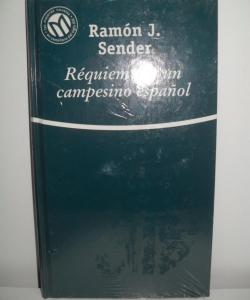 Ramón J.
Sender
Réquiem un
campesino español